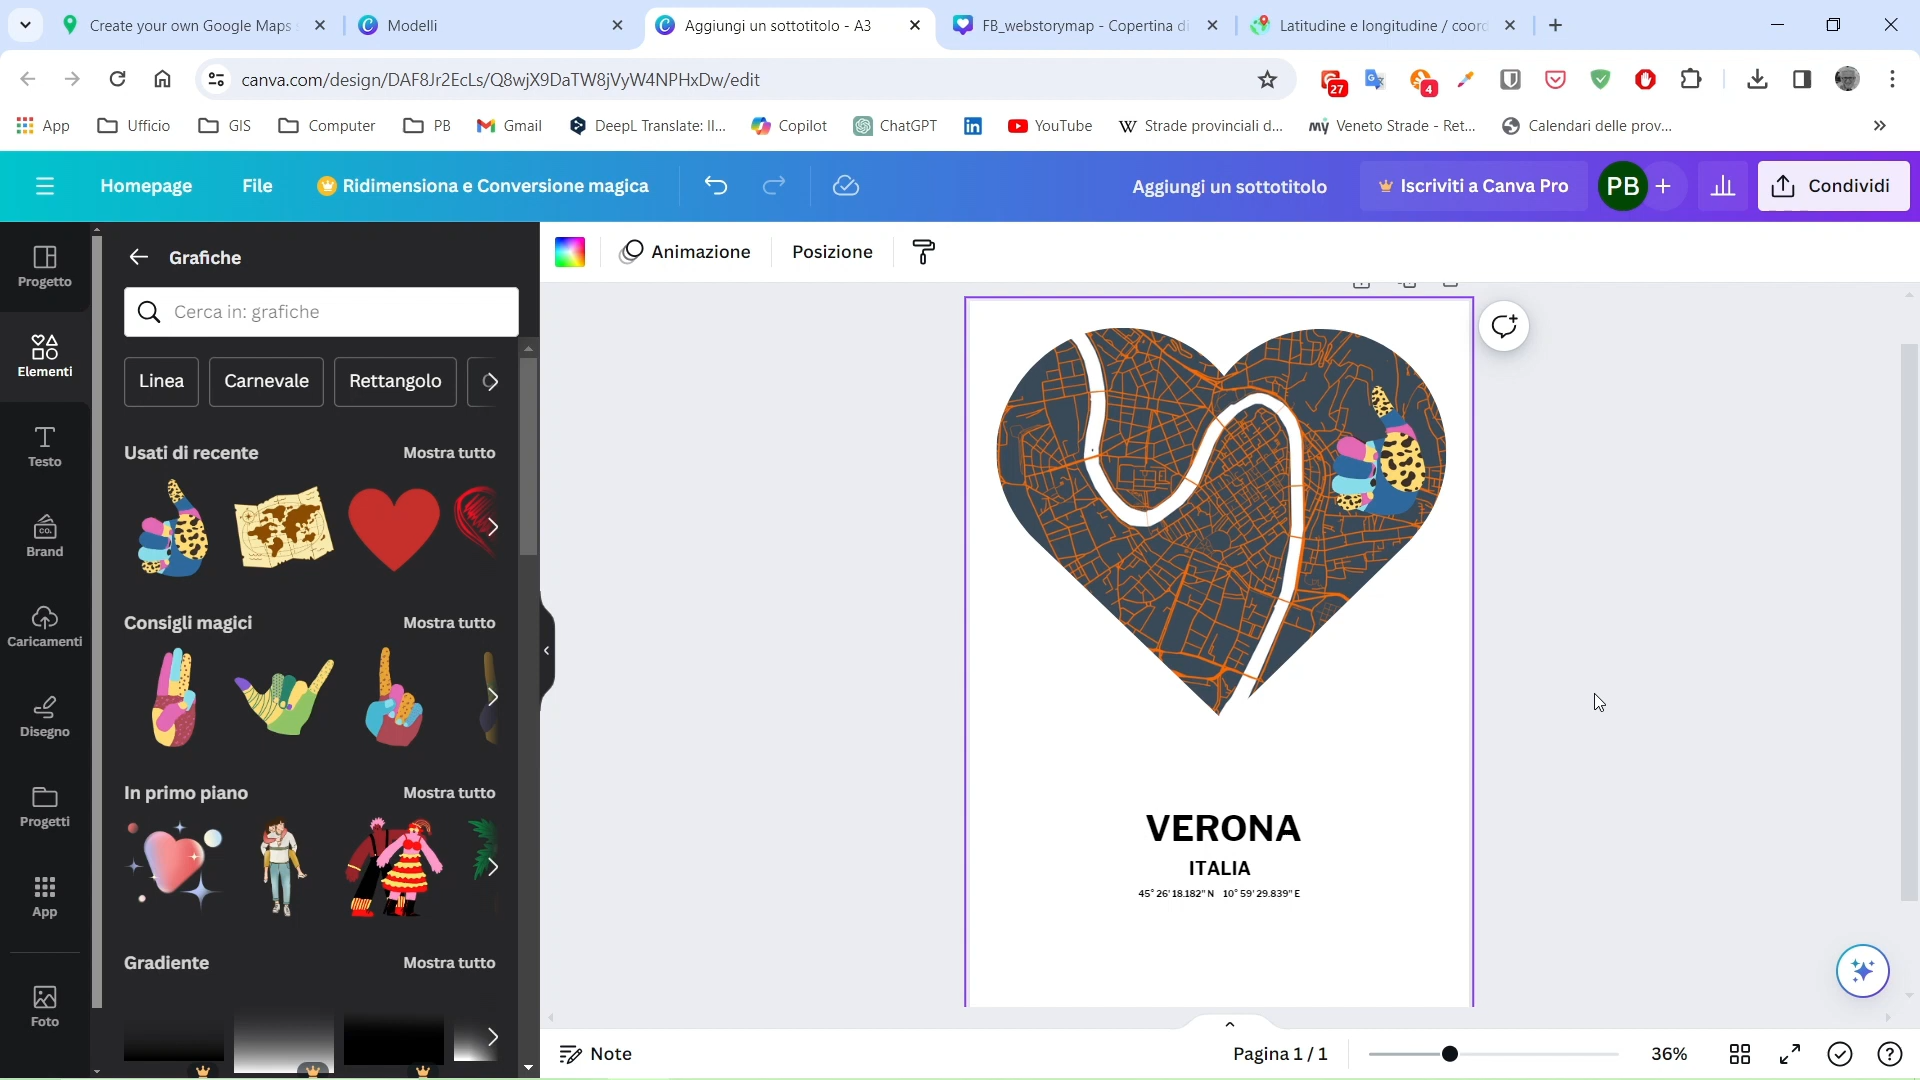 Create your own Google Maps
Modelli
Aggiungi un sottotitolo - A3
FB_webstorymap - Copertina di
Latitudine e longitudine / coord
canva.com/design/DAF8Jr2EcLs/Q8wjX9DaTW8jVyW4NPHxDw/edit
27
4
App
Ufficio
GIS
Computer
PB
Gmail
DeepL Translate: Il...
Copilot
ChatGPT
YouTube
Strade provinciali d...
Veneto Strade - Ret...
Calendari delle prov...
Homepage
File
Ridimensiona e Conversione magica
Aggiungi un sottotitolo
Iscriviti a Canva Pro
PB
Condividi
Progetto
Elementi
Testo
Brand
Caricamenti
Disegno
Progetti
App
Foto
Grafiche
Cerca in: grafiche
Linea
Carnevale
Rettangolo
Usati di recente
Mostra tutto
Consigli magici
Mostra tutto
In primo piano
Mostra tutto
Gradiente
Mostra tutto
Animazione
Posizione
VERONA
ITALIA
45° 26' 18.182" N 10° 59' 29.839" E
Note
Pagina 1 / 1
36%